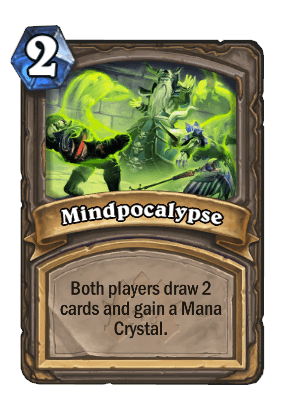 2
Mindpocalypse
Both players draw 2
cards and gain a Mana
Crystal.